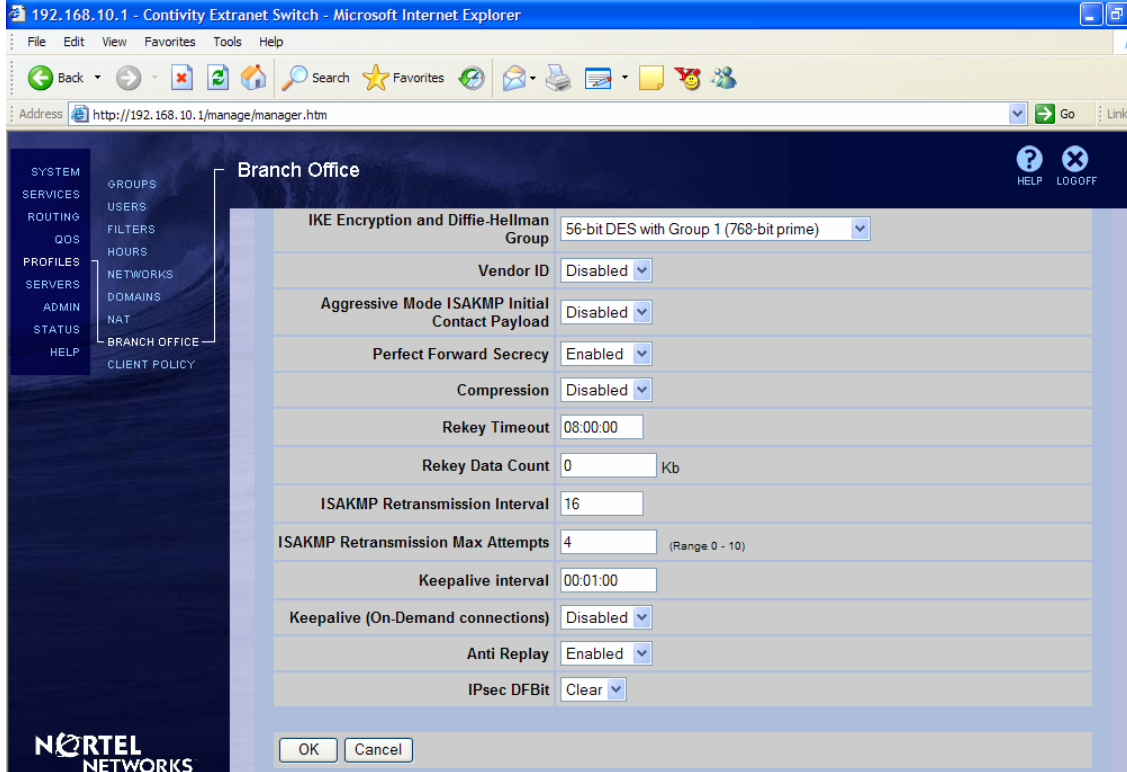 192.168.10.1 - Contivity Extranet Switch - Microsoft Internet Explorer
File Edit View Favorites Tools Help
Back Search Favorites
Address http://192.168.10.1/manage/manager.htm Go Link
SYSTEM
SERVICES
ROUTING
QOS
PROFILES
SERVERS
ADMIN
STATUS
HELP
GROUPS
USERS
FILTERS
HOURS
NETWORKS
DOMAINS
NAT
BRANCH OFFICE
CLIENT POLICY
Branch Office
HELP LOGOFF
IKE Encryption and Diffie-Hellman
Group 56-bit DES with Group 1 (768-bit prime)
Vendor ID Disabled
Aggressive Mode ISAKMP Initial
Contact Payload Disabled
Perfect Forward Secrecy Enabled
Compression Disabled
Rekey Timeout 08:00:00
Rekey Data Count 0 Kb
ISAKMP Retransmission Interval 16
ISAKMP Retransmission Max Attempts 4 (Range 0 - 10)
Keepalive interval 00:01:00
Keepalive (On-Demand connections) Disabled
Anti Replay Enabled
IPsec DFBit Clear
OK Cancel
NORTEL
NETWORKS